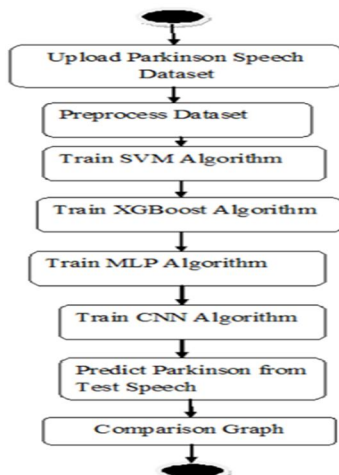 Upload Parkinson Speech
Dataset
Preprocess Dataset
Train SVM Algorithm
Train XGBoost Algorithm
Train MLP Algorithm
Train CNN Algorithm
Predict Parkinson from
Test Speech
Comparison Graph